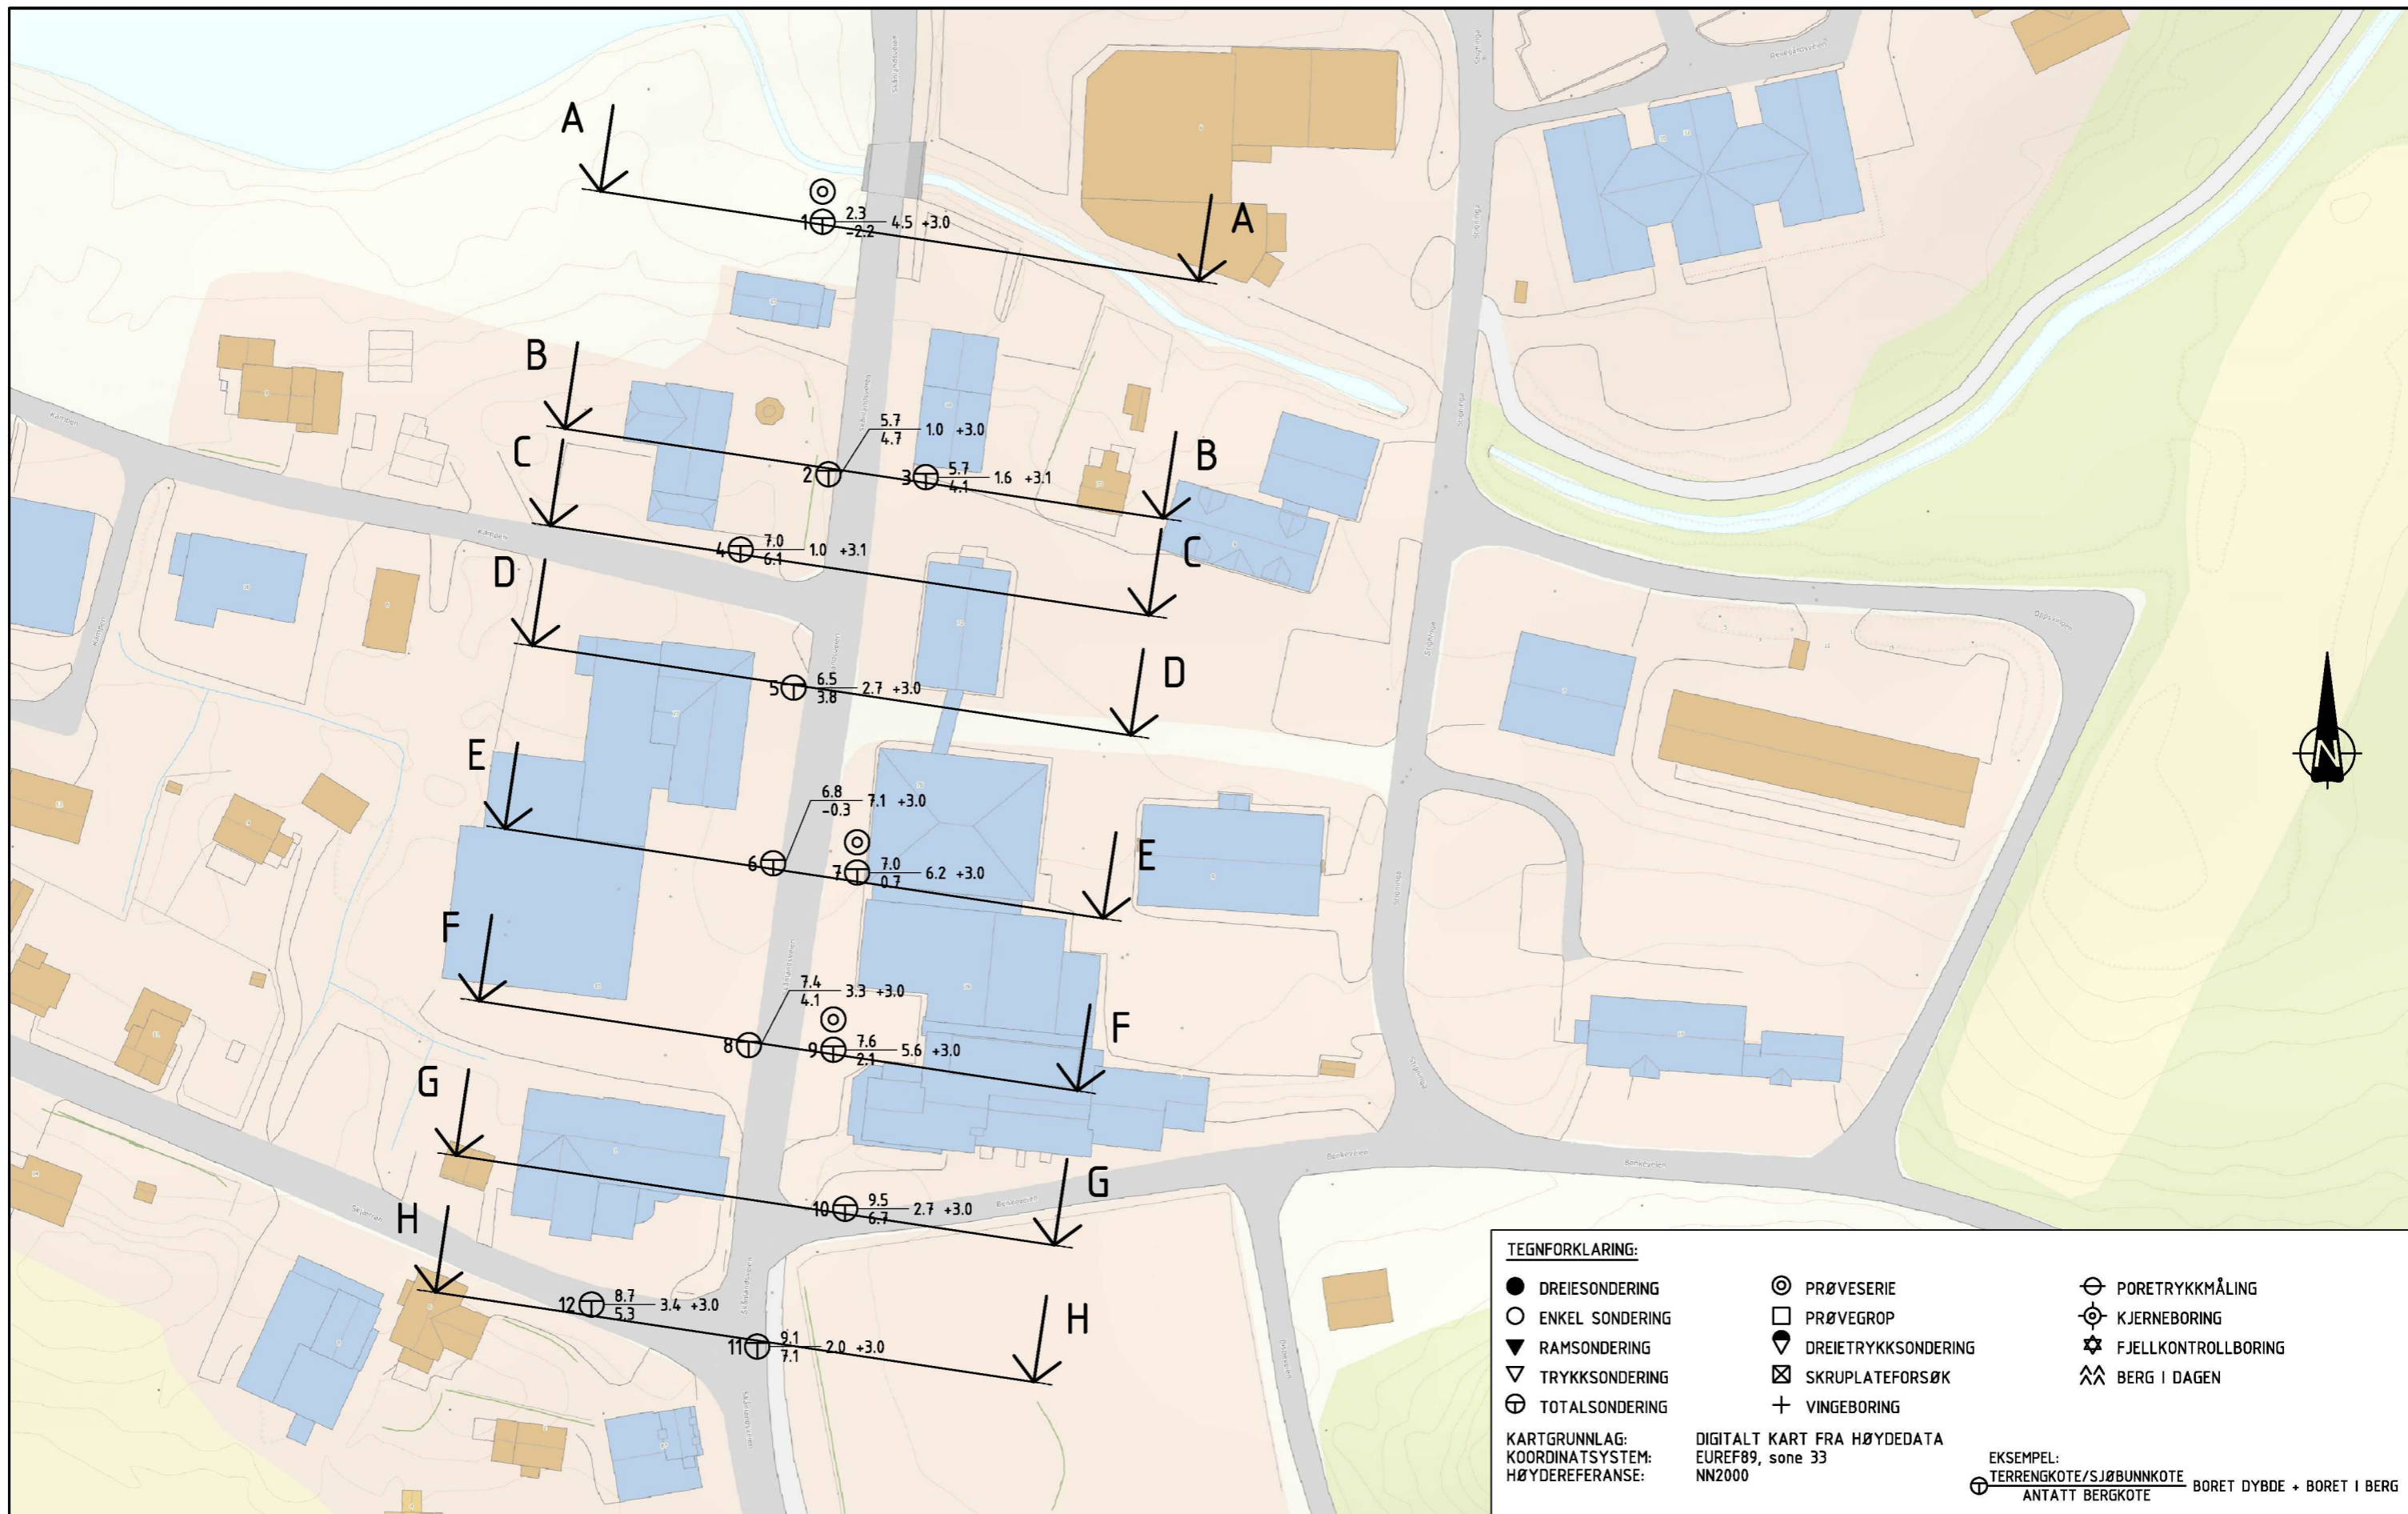 A
A
1 2.3 4.5 +3.0
-2.2
B
B
5.7 1.0 +3.0
4.7
2
3 5.7 1.6 +3.1
4.1
C
C
4 7.0 1.0 +3.1
6.1
D
D
5 6.5 2.7 +3.0
3.8
E
E
6.8 7.1 +3.0
-0.3
6
7 7.0 6.2 +3.0
0.7
F
F
7.4 3.3 +3.0
4.1
8
9 7.6 5.6 +3.0
2.1
G
G
10 9.5 2.7 +3.0
6.7
H
H
12 8.7 3.4 +3.0
5.3
11 9.1 2.0 +3.0
7.1
N
Benkeveien
Benkeveien
Benkeveien
TEGNFORKLARING:
DREIESONDERING
ENKEL SONDERING
RAMSONDERING
TRYKKSONDERING
TOTALSONDERING
PRØVESERIE
PRØVEGROP
DREIETRYKKSONDERING
SKRUPLATEFORSØK
VINGEBORING
PORETRYKKMÅLING
KJERNEBORING
FJELLKONTROLLBORING
BERG I DAGEN
KARTGRUNNLAG: DIGITALT KART FRA HØYDEDATA
KOORDINATSYSTEM: EUREF89, sone 33
HØYDEREFERANSE: NN2000
EKSEMPEL:
TERRENGKOTE/SJØBUNNKOTE BORET DYBDE + BORET I BERG
ANTATT BERGKOTE